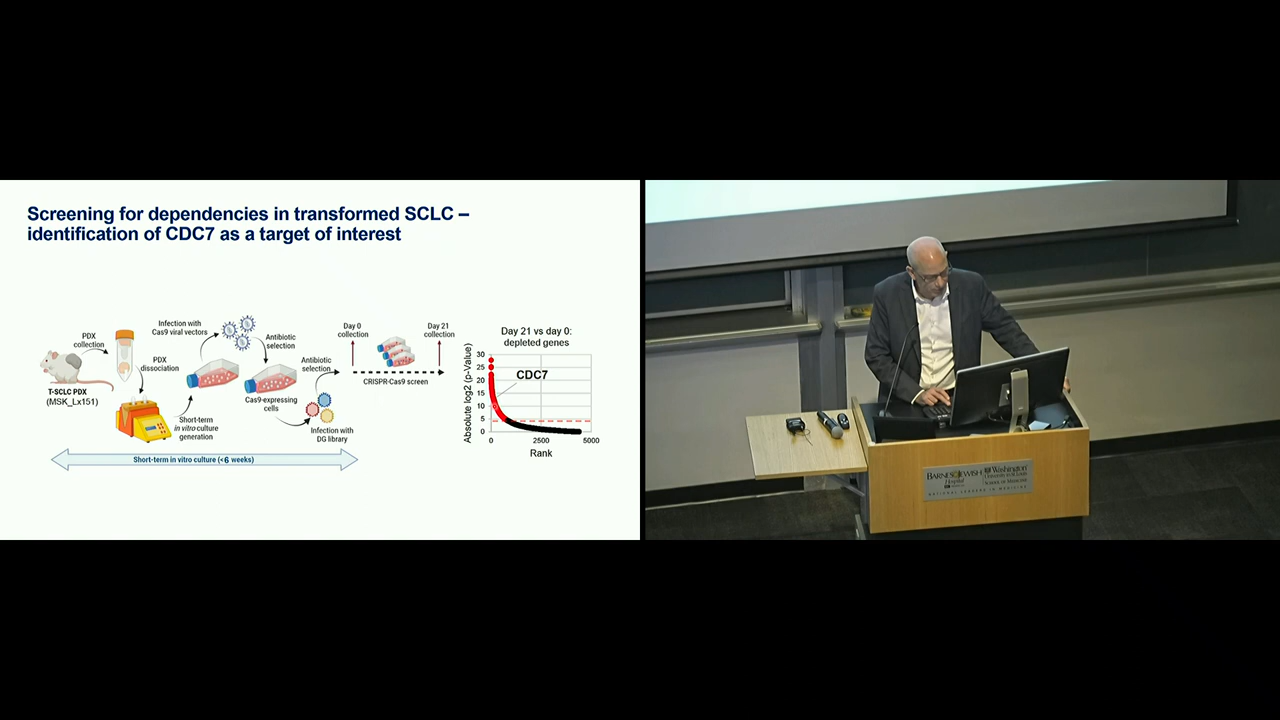 Screening for dependencies in transformed SCLC –
identification of CDC7 as a target of interest
PDX
collection
T-SCLC PDX
(MSK_Lx151)
PDX
dissociation
Infection with
Cas9 viral vectors
Short-term
in vitro culture
generation
Antibiotic
selection
Cas9-expressing
cells
Antibiotic
selection
Infection with
DG library
Day 0
collection
Day 21
collection
CRISPR-Cas9 screen
Short-term in vitro culture (<6 weeks)
Day 21 vs day 0:
depleted genes
Absolute log2 (p-Value)
30
25
20
15
10
5
0
CDC7
0
2500
5000
Rank
BARNES JEWISH
Hospital
Washington
University in St. Louis
SCHOOL OF MEDICINE
NATIONAL LEADERS IN MEDICINE